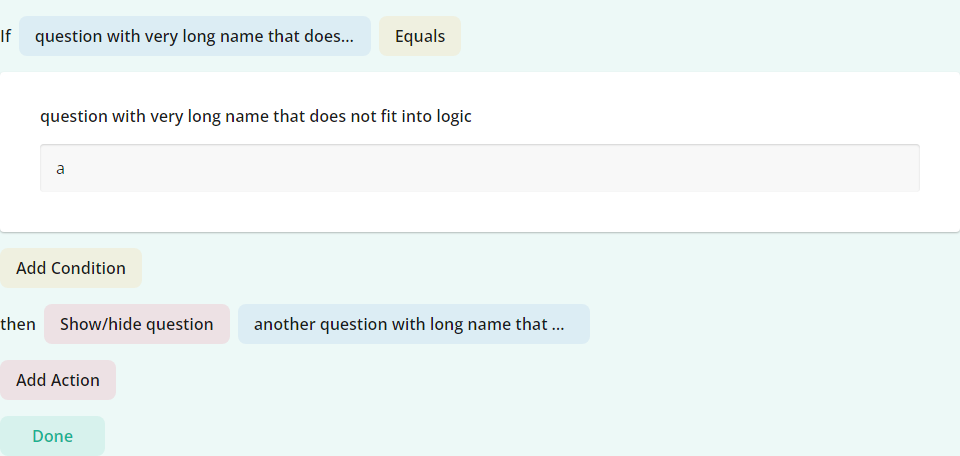 If question with very long name that does... Equals
question with very long name that does not fit into logic
a
Add Condition
then Show/hide question another question with long name that ...
Add Action
Done